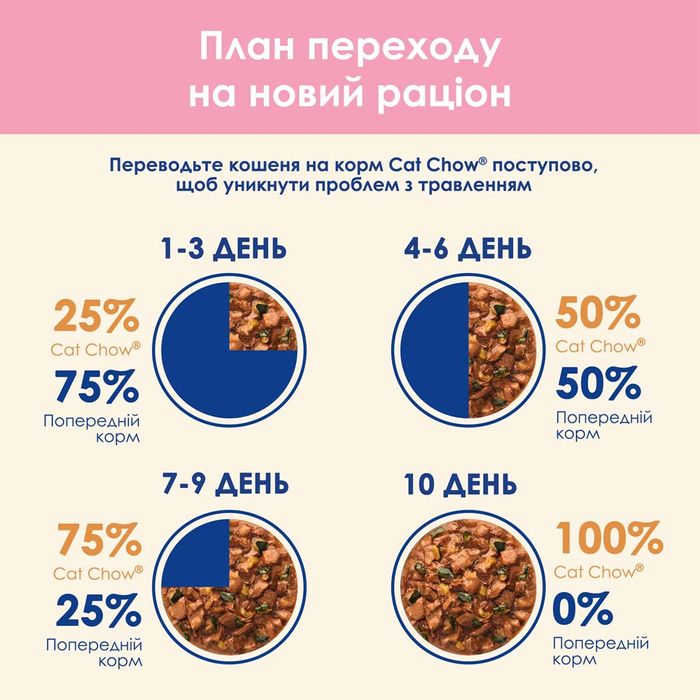 План переходу
на новий раціон
Переводьте кошеня на корм Cat Chow® поступово,
щоб уникнути проблем з травленням
1-3 ДЕНЬ
25%
Cat Chow®
75%
Попередній
корм
4-6 ДЕНЬ
50%
Cat Chow®
50%
Попередній
корм
7-9 ДЕНЬ
75%
Cat Chow®
25%
Попередній
корм
10 ДЕНЬ
100%
Cat Chow®
0%
Попередній
корм